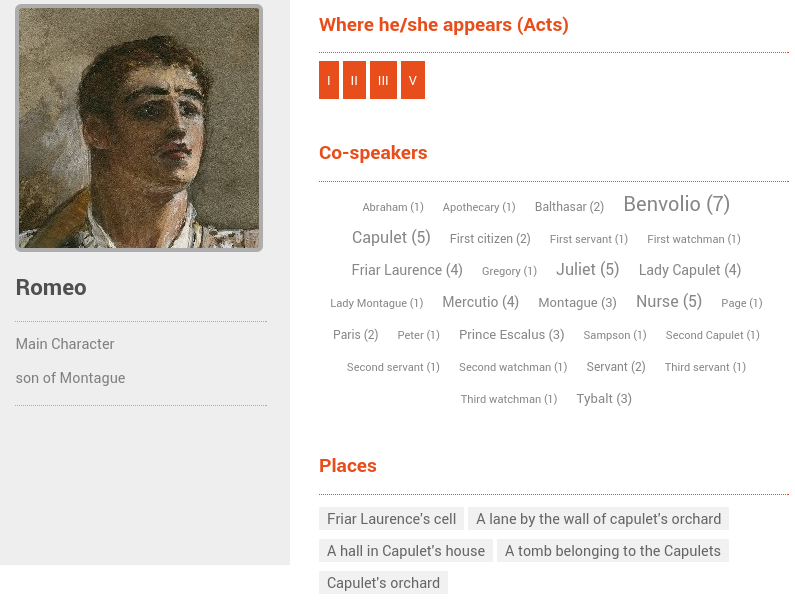 Romeo
Main Character
son of Montague
Where he/she appears (Acts)
I II III V
Co-speakers
Abraham (1) Apothecary (1) Balthasar (2) Benvolio (7)
Capulet (5) First citizen (2) First servant (1) First watchman (1)
Friar Laurence (4) Gregory (1) Juliet (5) Lady Capulet (4)
Lady Montague (1) Mercutio (4) Montague (3) Nurse (5) Page (1)
Paris (2) Peter (1) Prince Escalus (3) Sampson (1) Second Capulet (1)
Second servant (1) Second watchman (1) Servant (2) Third servant (1)
Third watchman (1) Tybalt (3)
Places
Friar Laurence's cell A lane by the wall of capulet's orchard
A hall in Capulet's house A tomb belonging to the Capulets
Capulet's orchard